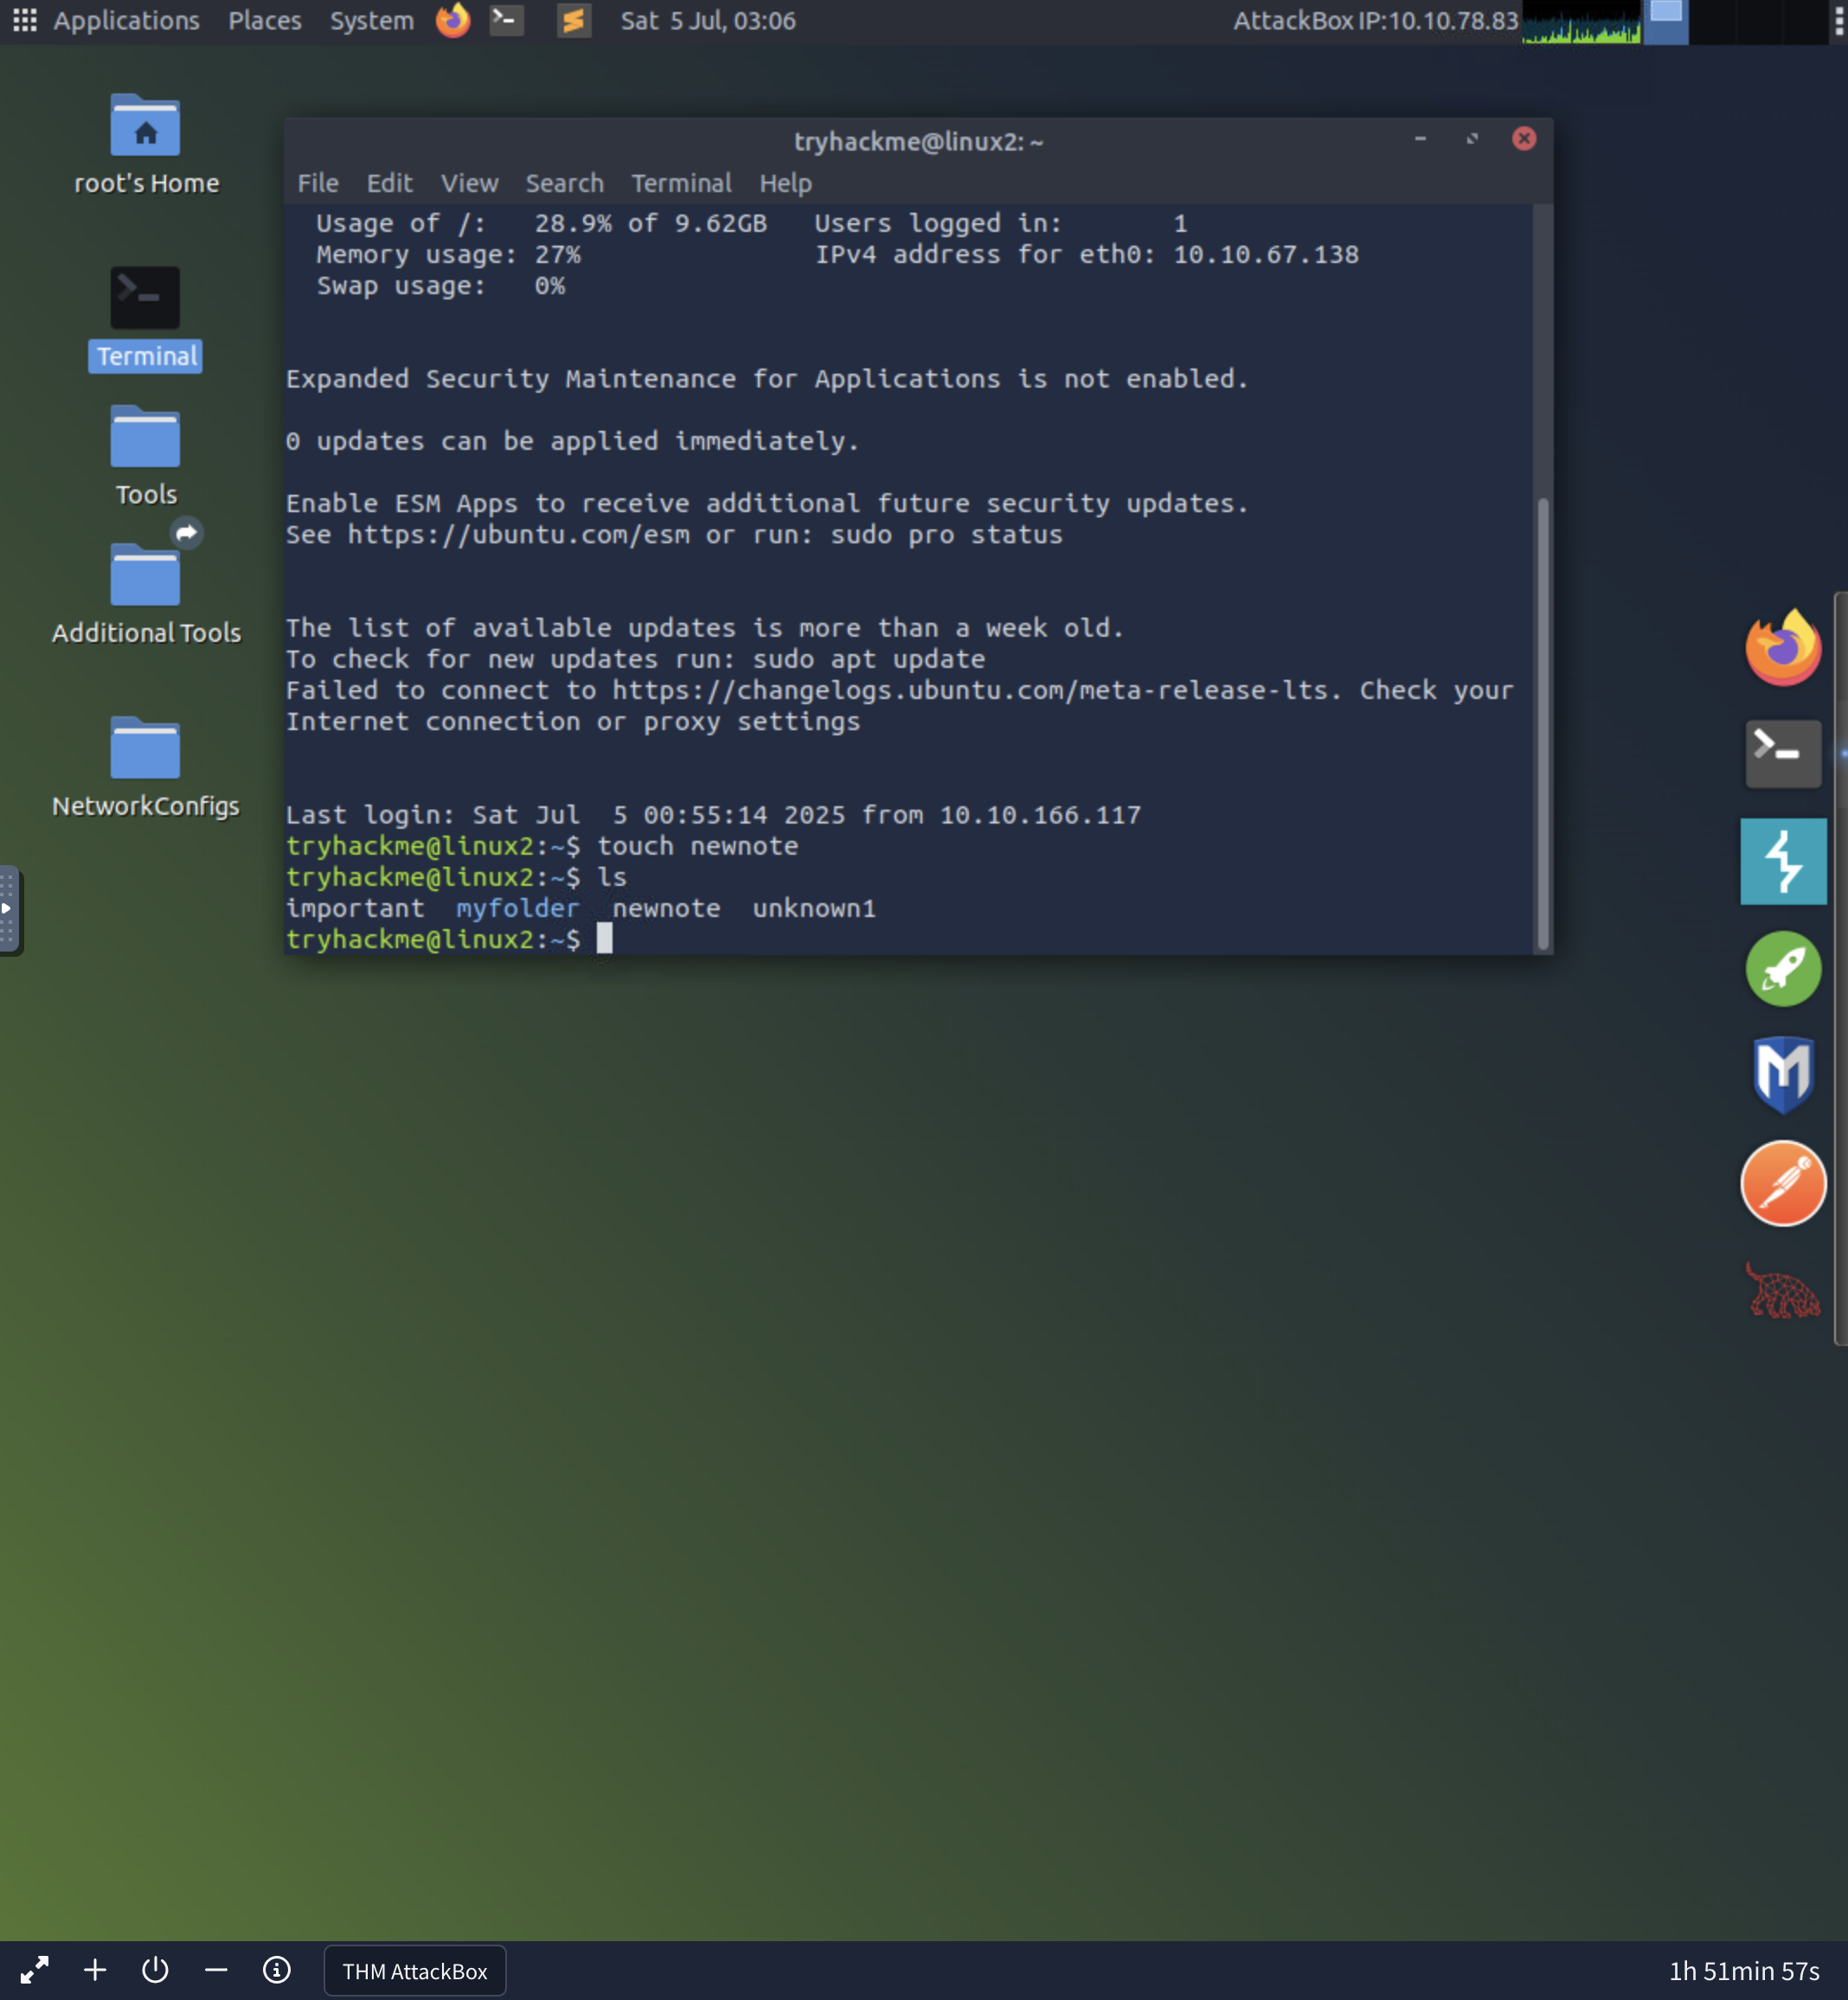 Applications Places System Sat 5 Jul, 03:06 AttackBox IP:10.10.78.83
root's Home
Terminal
Tools
Additional Tools
NetworkConfigs
tryhackme@linux2: ~
File Edit View Search Terminal Help
  Usage of /:   28.9% of 9.62GB   Users logged in:       1
  Memory usage: 27%               IPv4 address for eth0: 10.10.67.138
  Swap usage:   0%
Expanded Security Maintenance for Applications is not enabled.
0 updates can be applied immediately.
Enable ESM Apps to receive additional future security updates.
See https://ubuntu.com/esm or run: sudo pro status
The list of available updates is more than a week old.
To check for new updates run: sudo apt update
Failed to connect to https://changelogs.ubuntu.com/meta-release-lts. Check your
Internet connection or proxy settings
Last login: Sat Jul  5 00:55:14 2025 from 10.10.166.117
tryhackme@linux2:~$ touch newnote
tryhackme@linux2:~$ ls
important  myfolder  newnote  unknown1
tryhackme@linux2:~$
THM AttackBox
1h 51min 57s